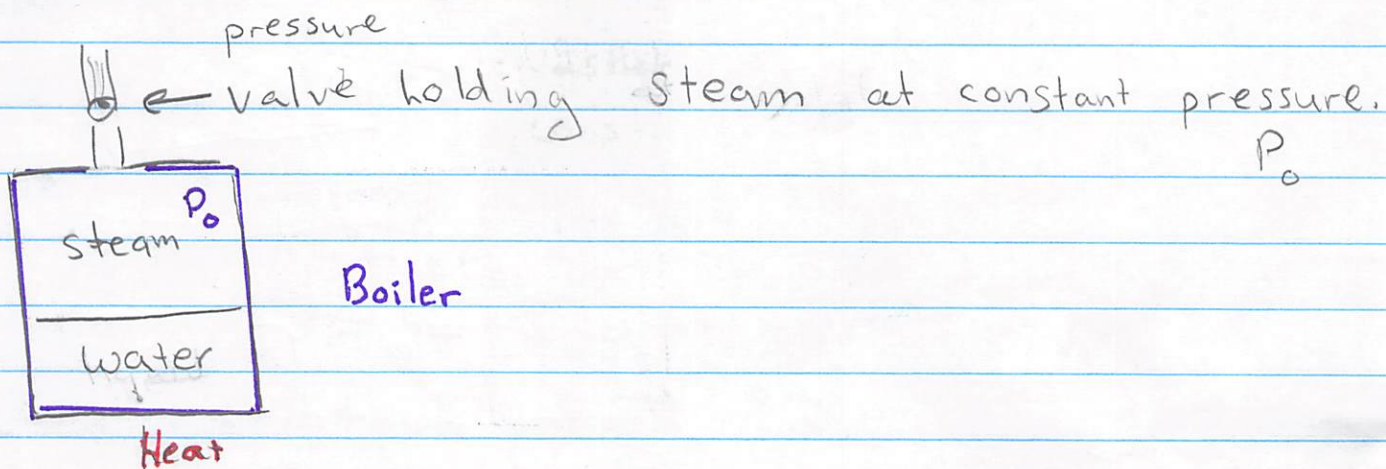 pressure
valve holding steam at constant pressure.
P₀
P₀
steam
Boiler
water
Heat